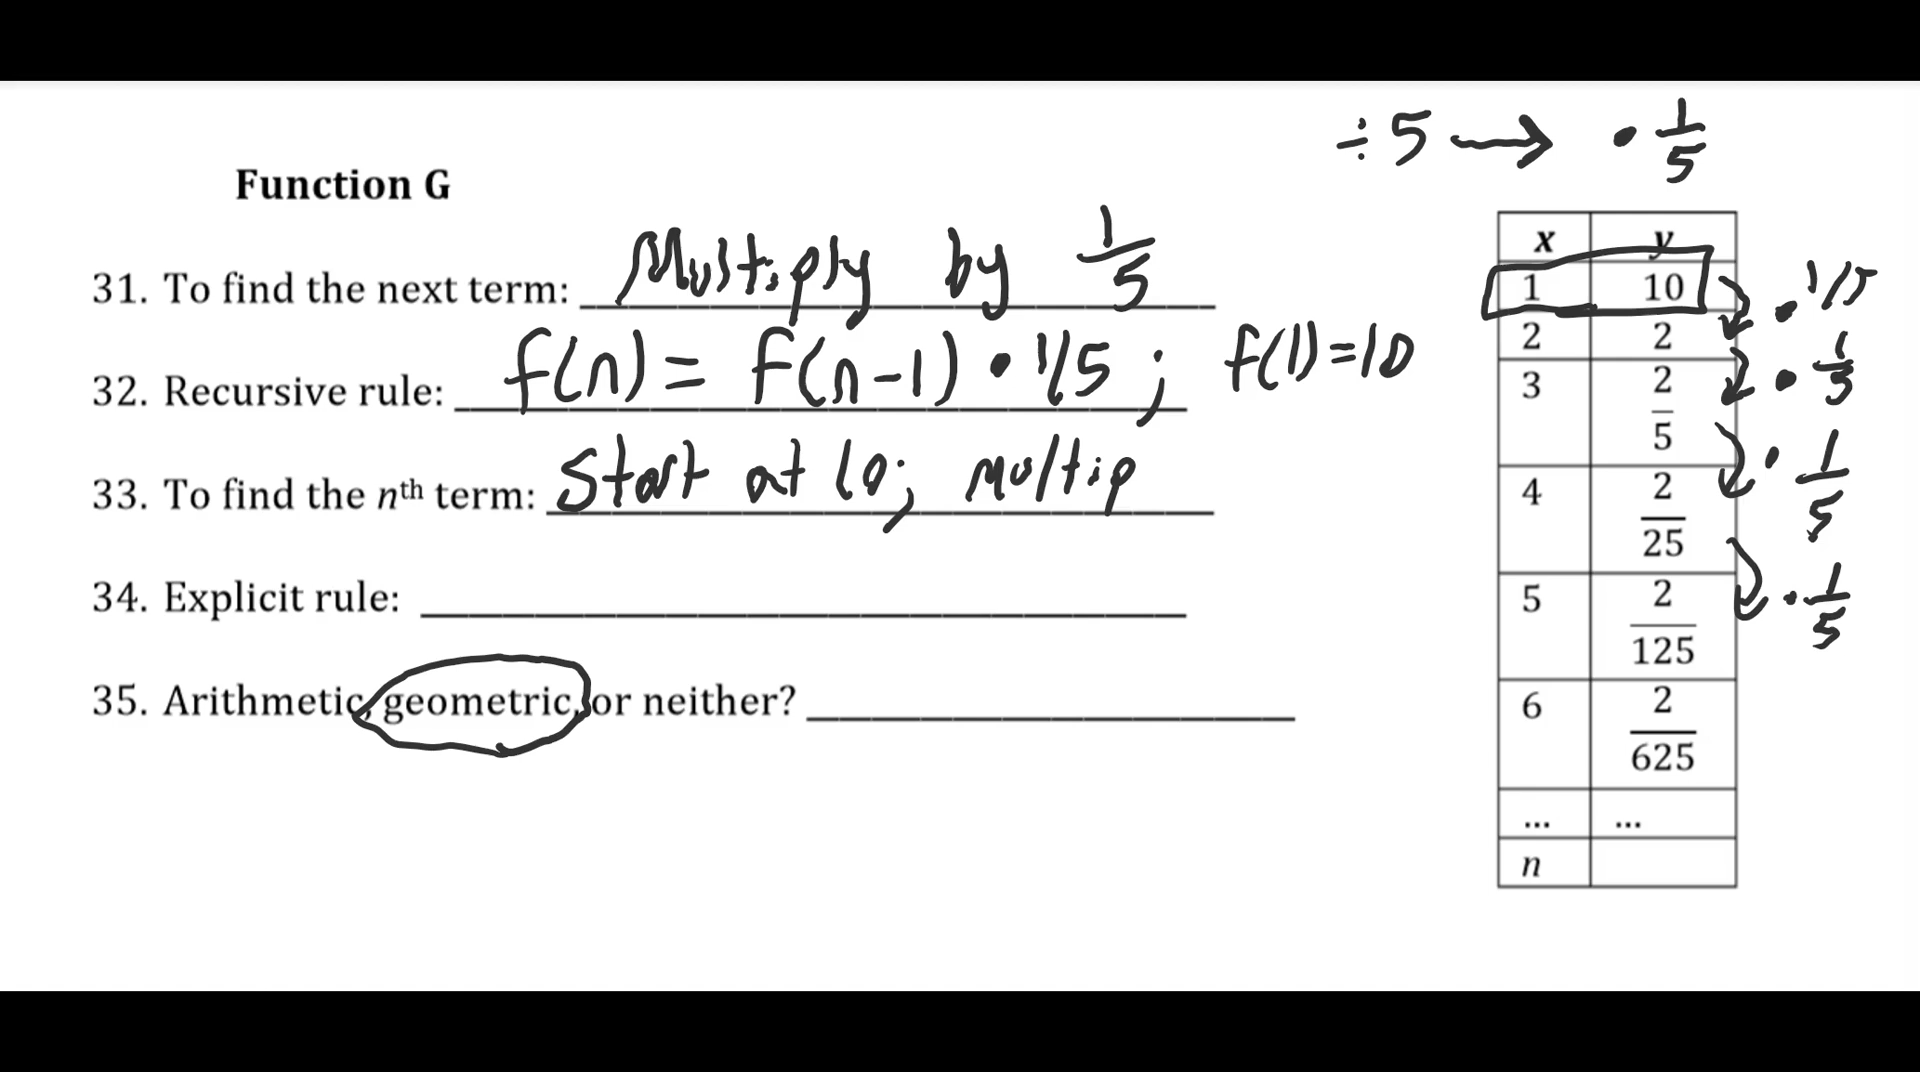 ÷5 → · 1/5
Function G
31. To find the next term: Multiply by 1/5
32. Recursive rule: f(n) = f(n-1) · 1/5 ; f(1)=10
33. To find the nth term: Start at 10; multip
34. Explicit rule:
35. Arithmetic, geometric, or neither?
x y
1 10 · 1/5
2 2 · 1/5
3 2/5 · 1/5
4 2/25 · 1/5
5 2/125
6 2/625
... ...
n